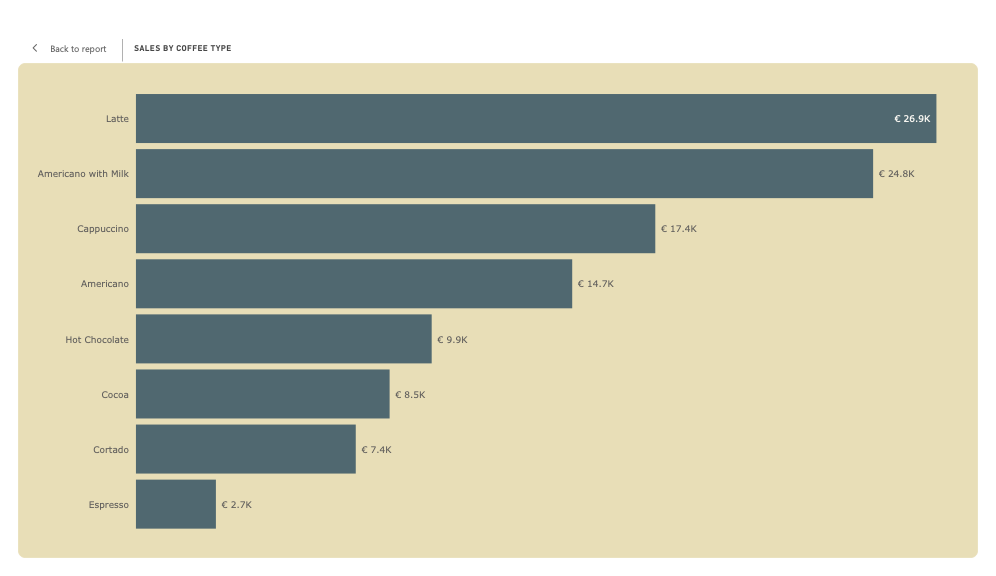 Back to report
SALES BY COFFEE TYPE
Latte € 26.9K
Americano with Milk € 24.8K
Cappuccino € 17.4K
Americano € 14.7K
Hot Chocolate € 9.9K
Cocoa € 8.5K
Cortado € 7.4K
Espresso € 2.7K